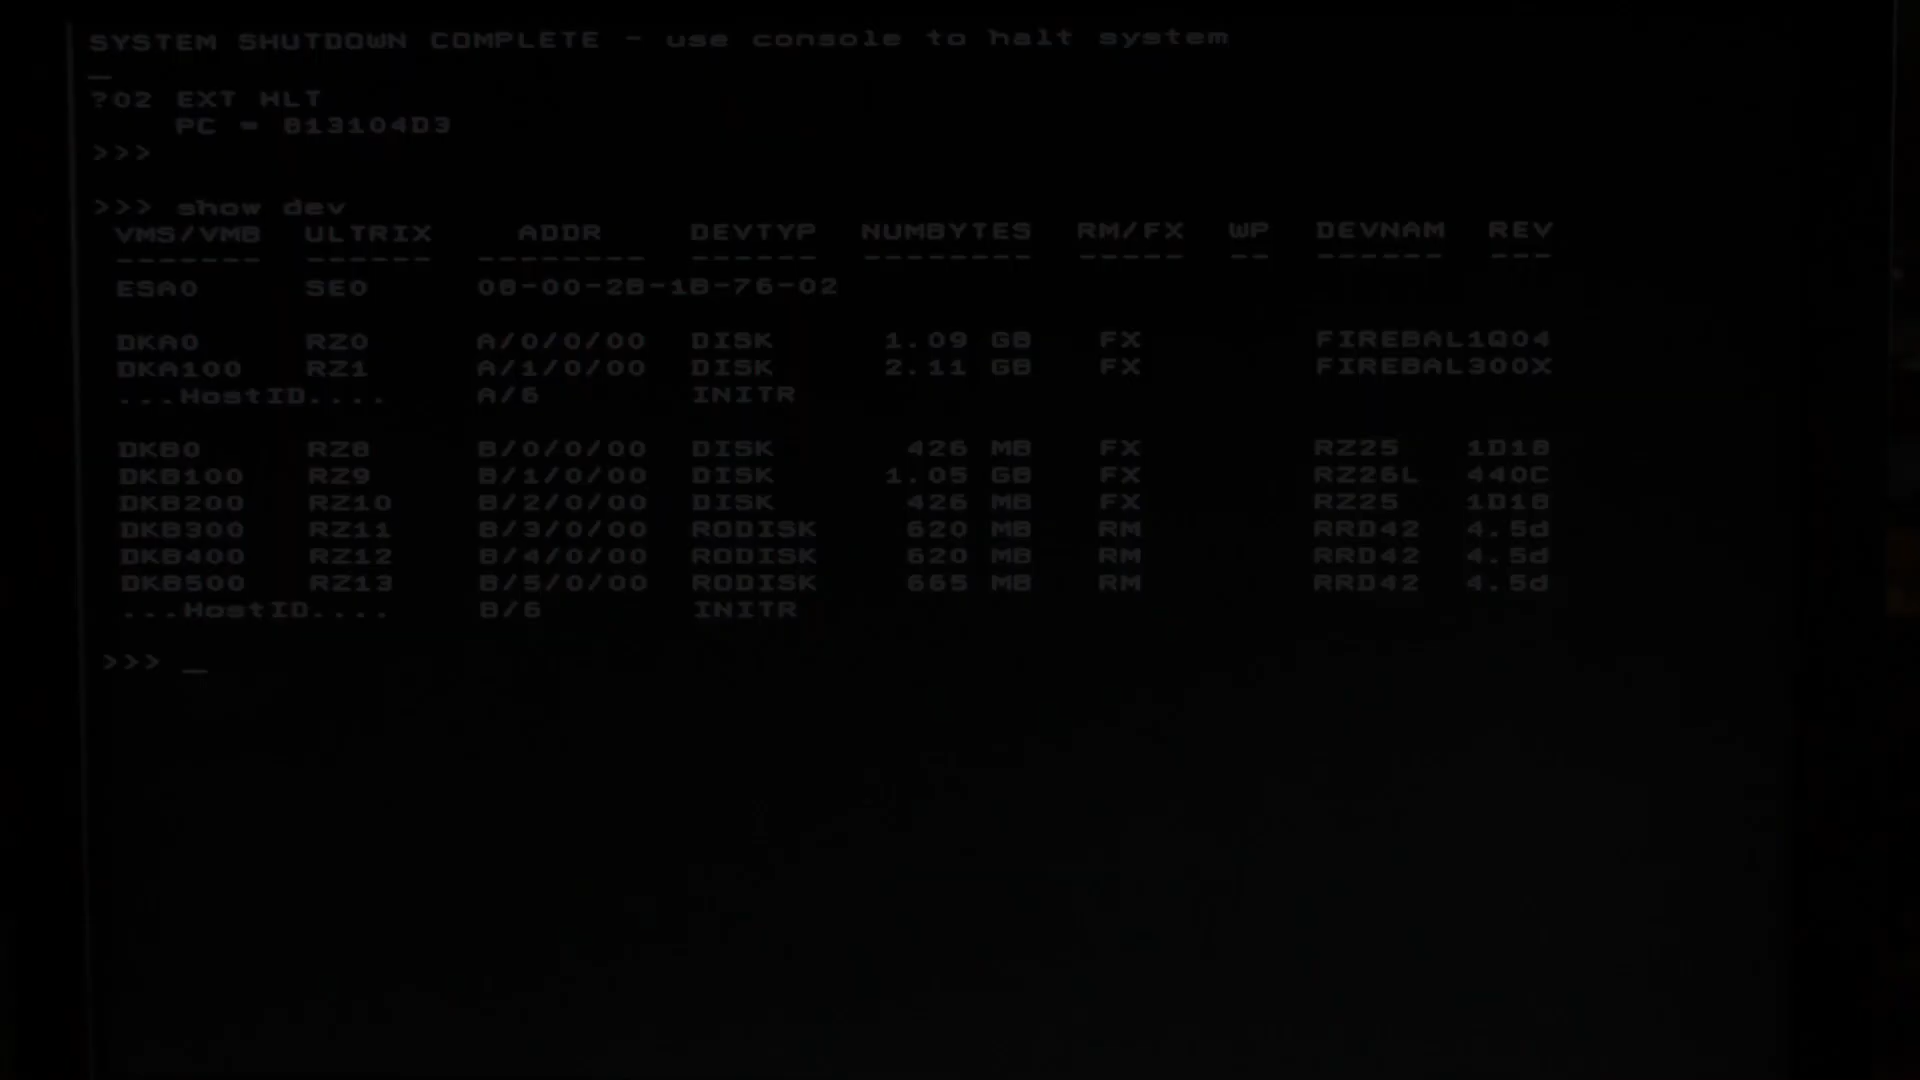 SYSTEM SHUTDOWN COMPLETE - use console to halt system
_
?02 EXT HLT
PC = 813104D3
>>>
>>> show dev
VMS/VMB ULTRIX ADDR DEVTYP NUMBYTES RM/FX WP DEVNAM REV
------- ------ -------- ------ -------- ----- -- ------ ---
ESA0 SE0 08-00-2B-1B-76-02
DKA0 RZ0 A/0/0/00 DISK 1.09 GB FX FIREBAL1Q04
DKA100 RZ1 A/1/0/00 DISK 2.11 GB FX FIREBAL300X
...HostID.... A/6 INITR
DKB0 RZ8 B/0/0/00 DISK 426 MB FX RZ25 1D18
DKB100 RZ9 B/1/0/00 DISK 1.05 GB FX RZ26L 440C
DKB200 RZ10 B/2/0/00 DISK 426 MB FX RZ25 1D18
DKB300 RZ11 B/3/0/00 RODISK 620 MB RM RRD42 4.5d
DKB400 RZ12 B/4/0/00 RODISK 620 MB RM RRD42 4.5d
DKB500 RZ13 B/5/0/00 RODISK 665 MB RM RRD42 4.5d
...HostID.... B/6 INITR
>>> _